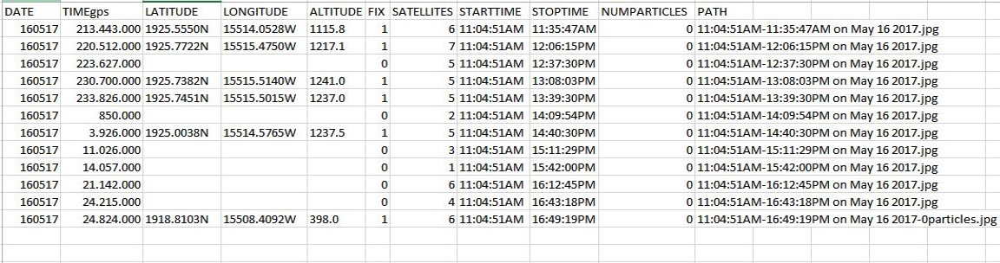 DATE TIMEgps LATITUDE LONGITUDE ALTITUDE FIX SATELLITES STARTTIME STOPTIME NUMPARTICLES PATH
160517 213.443.000 1925.5550N 15514.0528W 1115.8 1 6 11:04:51AM 11:35:47AM 0 11:04:51AM-11:35:47AM on May 16 2017.jpg
160517 220.512.000 1925.7722N 15515.4750W 1217.1 1 7 11:04:51AM 12:06:15PM 0 11:04:51AM-12:06:15PM on May 16 2017.jpg
160517 223.627.000 0 5 11:04:51AM 12:37:30PM 0 11:04:51AM-12:37:30PM on May 16 2017.jpg
160517 230.700.000 1925.7382N 15515.5140W 1241.0 1 5 11:04:51AM 13:08:03PM 0 11:04:51AM-13:08:03PM on May 16 2017.jpg
160517 233.826.000 1925.7451N 15515.5015W 1237.0 1 5 11:04:51AM 13:39:30PM 0 11:04:51AM-13:39:30PM on May 16 2017.jpg
160517 850.000 0 2 11:04:51AM 14:09:54PM 0 11:04:51AM-14:09:54PM on May 16 2017.jpg
160517 3.926.000 1925.0038N 15514.5765W 1237.5 1 5 11:04:51AM 14:40:30PM 0 11:04:51AM-14:40:30PM on May 16 2017.jpg
160517 11.026.000 0 3 11:04:51AM 15:11:29PM 0 11:04:51AM-15:11:29PM on May 16 2017.jpg
160517 14.057.000 0 1 11:04:51AM 15:42:00PM 0 11:04:51AM-15:42:00PM on May 16 2017.jpg
160517 21.142.000 0 6 11:04:51AM 16:12:45PM 0 11:04:51AM-16:12:45PM on May 16 2017.jpg
160517 24.215.000 0 4 11:04:51AM 16:43:18PM 0 11:04:51AM-16:43:18PM on May 16 2017.jpg
160517 24.824.000 1918.8103N 15508.4092W 398.0 1 6 11:04:51AM 16:49:19PM 0 11:04:51AM-16:49:19PM on May 16 2017-0particles.jpg